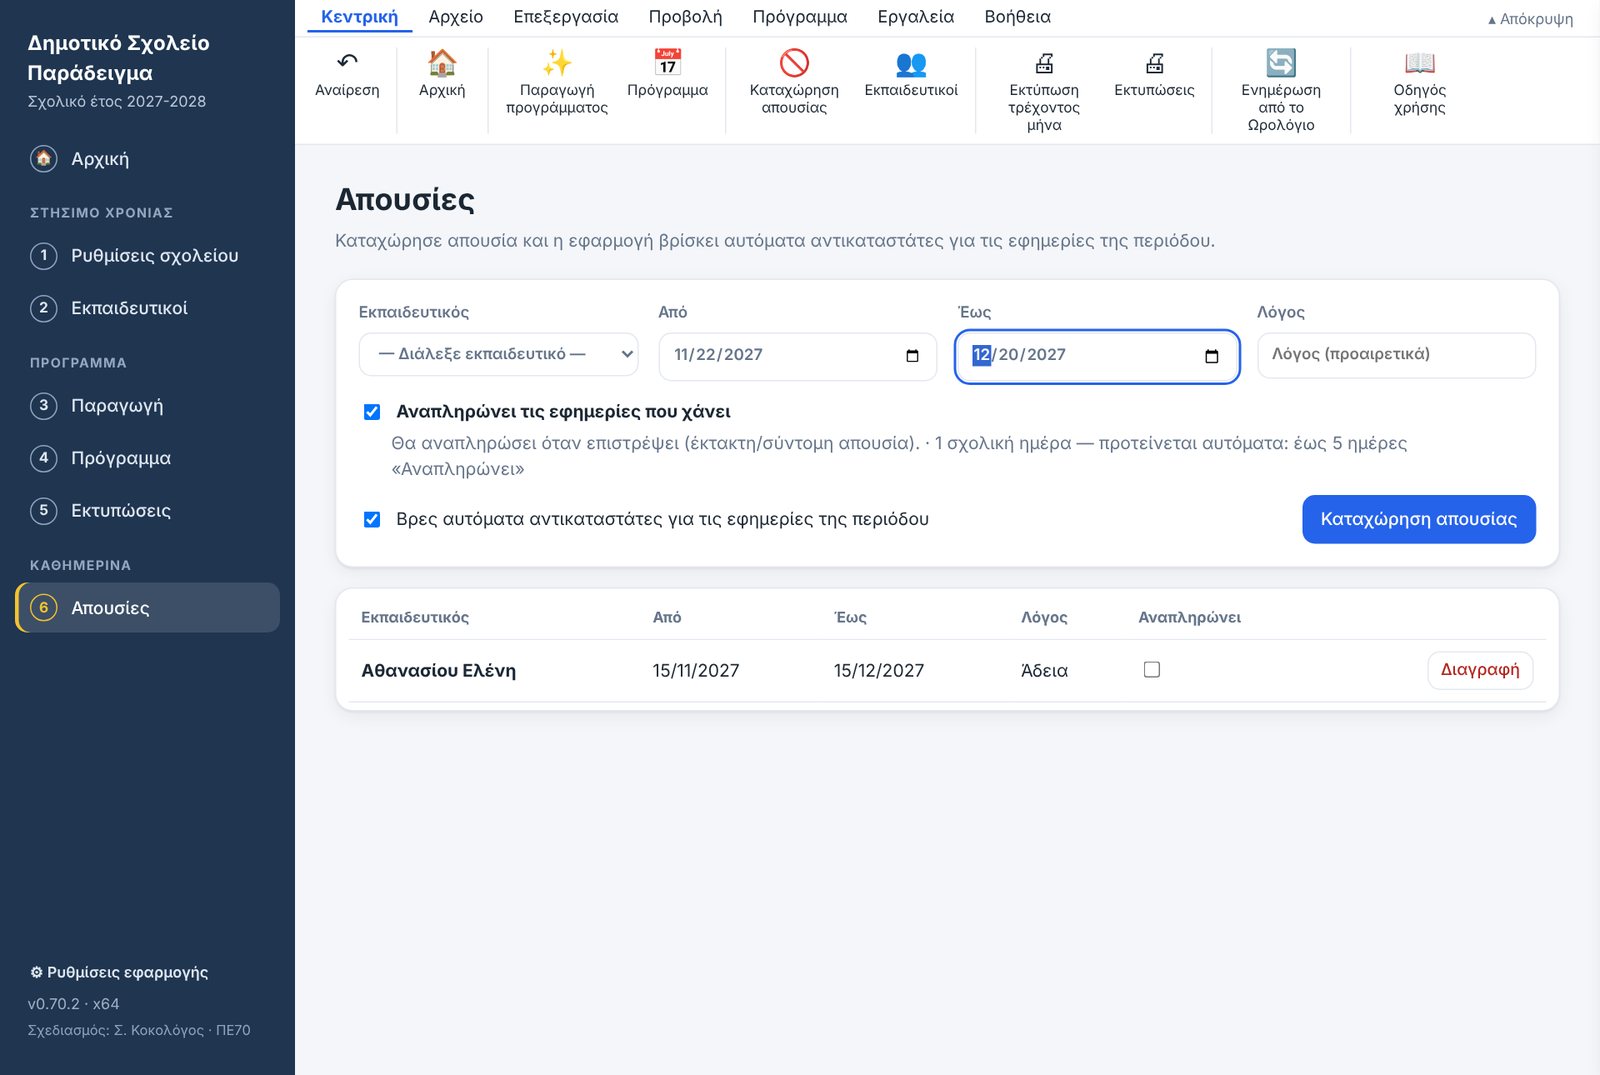 Δημοτικό Σχολείο
Παράδειγμα
Σχολικό έτος 2027-2028
Αρχική
ΣΤΗΣΙΜΟ ΧΡΟΝΙΑΣ
1 Ρυθμίσεις σχολείου
2 Εκπαιδευτικοί
ΠΡΟΓΡΑΜΜΑ
3 Παραγωγή
4 Πρόγραμμα
5 Εκτυπώσεις
ΚΑΘΗΜΕΡΙΝΑ
6 Απουσίες
⚙ Ρυθμίσεις εφαρμογής
v0.70.2 · x64
Σχεδιασμός: Σ. Κοκολόγος · ΠΕ70
Κεντρική Αρχείο Επεξεργασία Προβολή Πρόγραμμα Εργαλεία Βοήθεια ▴ Απόκρυψη
Αναίρεση
Αρχική
Παραγωγή
προγράμματος
July
17
Πρόγραμμα
Καταχώρηση
απουσίας
Εκπαιδευτικοί
Εκτύπωση
τρέχοντος
μήνα
Εκτυπώσεις
Ενημέρωση
από το
Ωρολόγιο
Οδηγός
χρήσης
Απουσίες
Καταχώρησε απουσία και η εφαρμογή βρίσκει αυτόματα αντικαταστάτες για τις εφημερίες της περιόδου.
Εκπαιδευτικός Από Έως Λόγος
— Διάλεξε εκπαιδευτικό — 11/22/2027 12/20/2027 Λόγος (προαιρετικά)
Αναπληρώνει τις εφημερίες που χάνει
Θα αναπληρώσει όταν επιστρέψει (έκτακτη/σύντομη απουσία). · 1 σχολική ημέρα — προτείνεται αυτόματα: έως 5 ημέρες
«Αναπληρώνει»
Βρες αυτόματα αντικαταστάτες για τις εφημερίες της περιόδου
Καταχώρηση απουσίας
Εκπαιδευτικός Από Έως Λόγος Αναπληρώνει
Αθανασίου Ελένη 15/11/2027 15/12/2027 Άδεια Διαγραφή